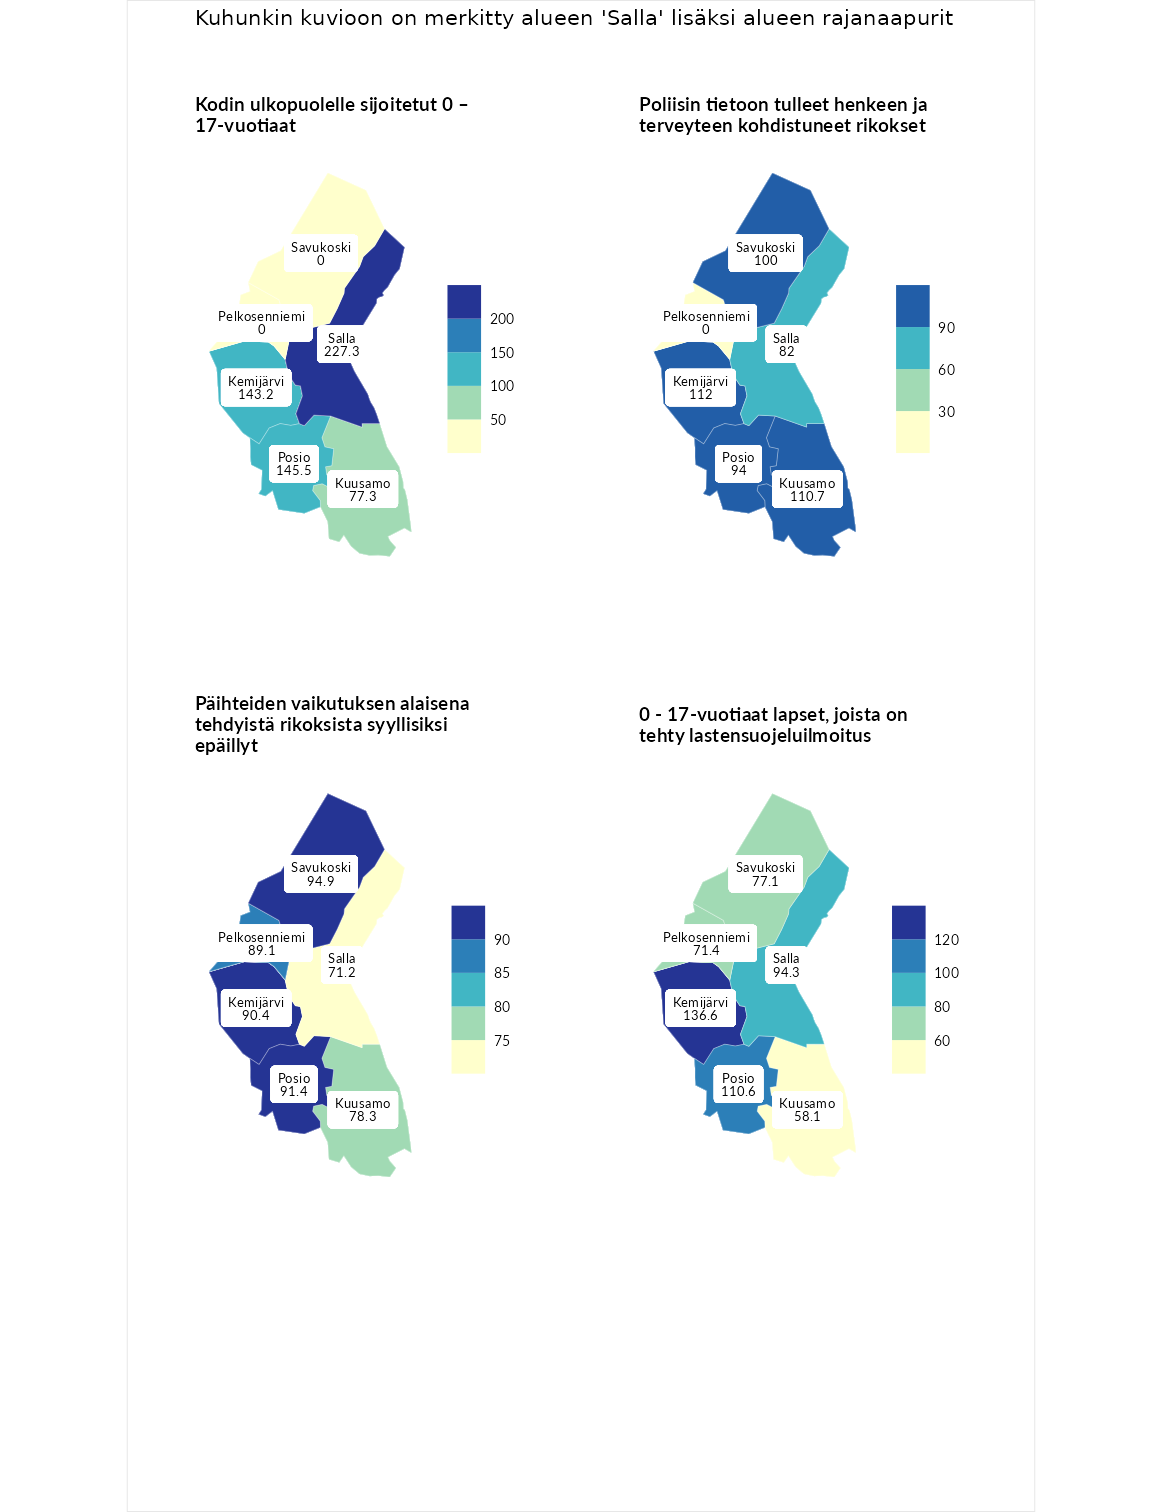 Kuhunkin kuvioon on merkitty alueen 'Salla' lisäksi alueen rajanaapurit
Kodin ulkopuolelle sijoitetut 0 –
17-vuotiaat
Savukoski
0
Pelkosenniemi
0
Salla
227.3
Kemijärvi
143.2
Posio
145.5
Kuusamo
77.3
200
150
100
50
Poliisin tietoon tulleet henkeen ja
terveyteen kohdistuneet rikokset
Savukoski
100
Pelkosenniemi
0
Salla
82
Kemijärvi
112
Posio
94
Kuusamo
110.7
90
60
30
Päihteiden vaikutuksen alaisena
tehdyistä rikoksista syyllisiksi
epäillyt
Savukoski
94.9
Pelkosenniemi
89.1
Salla
71.2
Kemijärvi
90.4
Posio
91.4
Kuusamo
78.3
90
85
80
75
0 - 17-vuotiaat lapset, joista on
tehty lastensuojeluilmoitus
Savukoski
77.1
Pelkosenniemi
71.4
Salla
94.3
Kemijärvi
136.6
Posio
110.6
Kuusamo
58.1
120
100
80
60